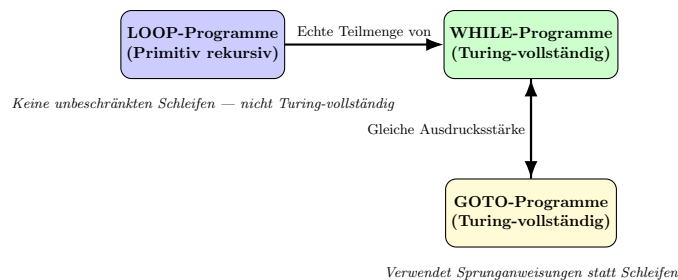 LOOP-Programme
(Primitiv rekursiv)
Echte Teilmenge von
WHILE-Programme
(Turing-vollständig)
Keine unbeschränkten Schleifen — nicht Turing-vollständig
Gleiche Ausdrucksstärke
GOTO-Programme
(Turing-vollständig)
Verwendet Sprunganweisungen statt Schleifen